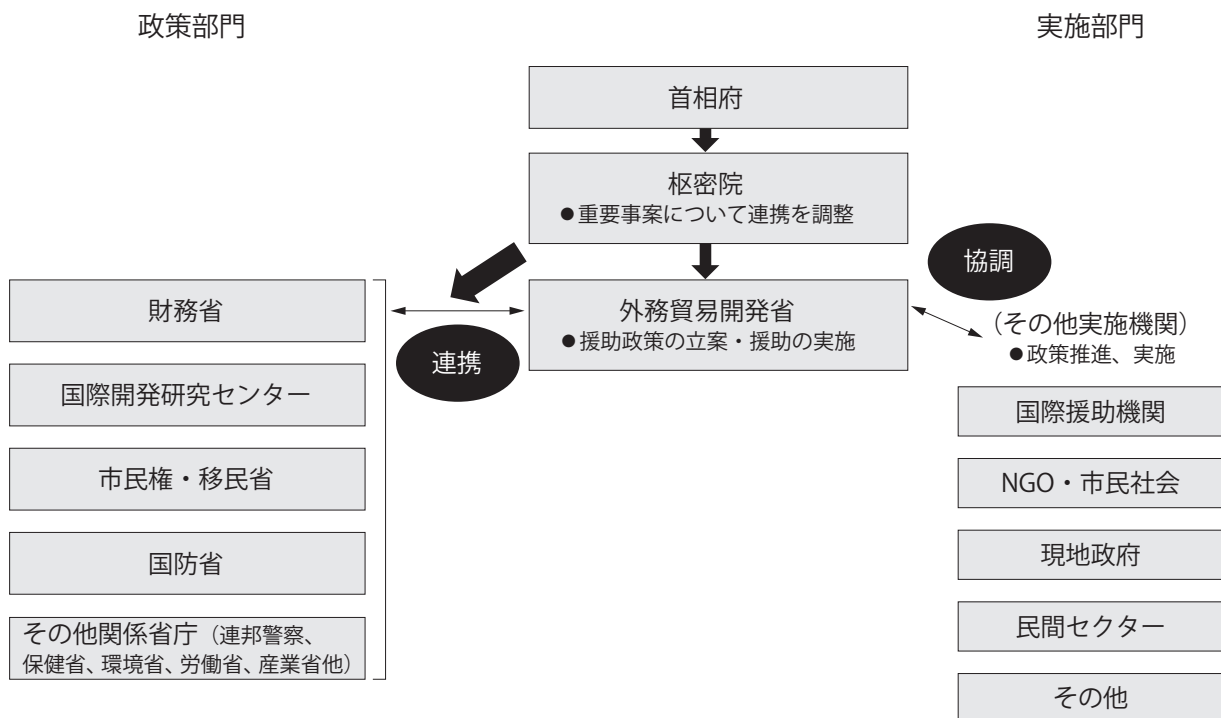 政策部門
実施部門
首相府
枢密院
●重要事案について連携を調整
協調
外務貿易開発省
●援助政策の立案・援助の実施
連携
財務省
国際開発研究センター
市民権・移民省
国防省
その他関係省庁(連邦警察、
保健省、環境省、労働省、産業省他)
(その他実施機関)
●政策推進、実施
国際援助機関
NGO・市民社会
現地政府
民間セクター
その他